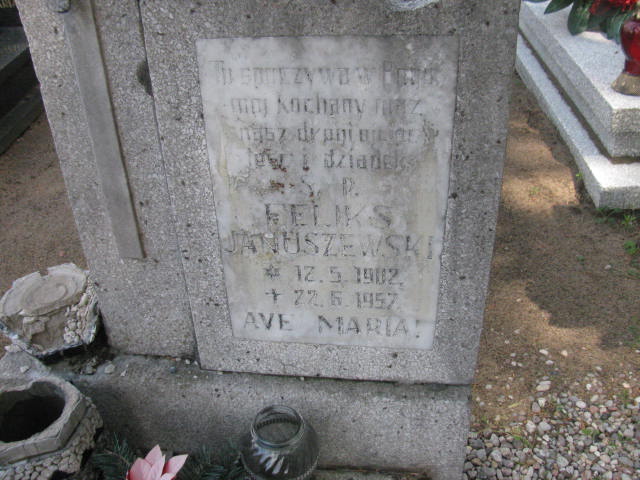 Tu spoczywa w Bogu
mój kochany mąż
nasz drogi ojciec
teść i dziadek
Ś. P.
FELIKS
JANUSZEWSKI
* 12. 5. 1902.
+ 22. 6. 1957.
AVE MARIA!